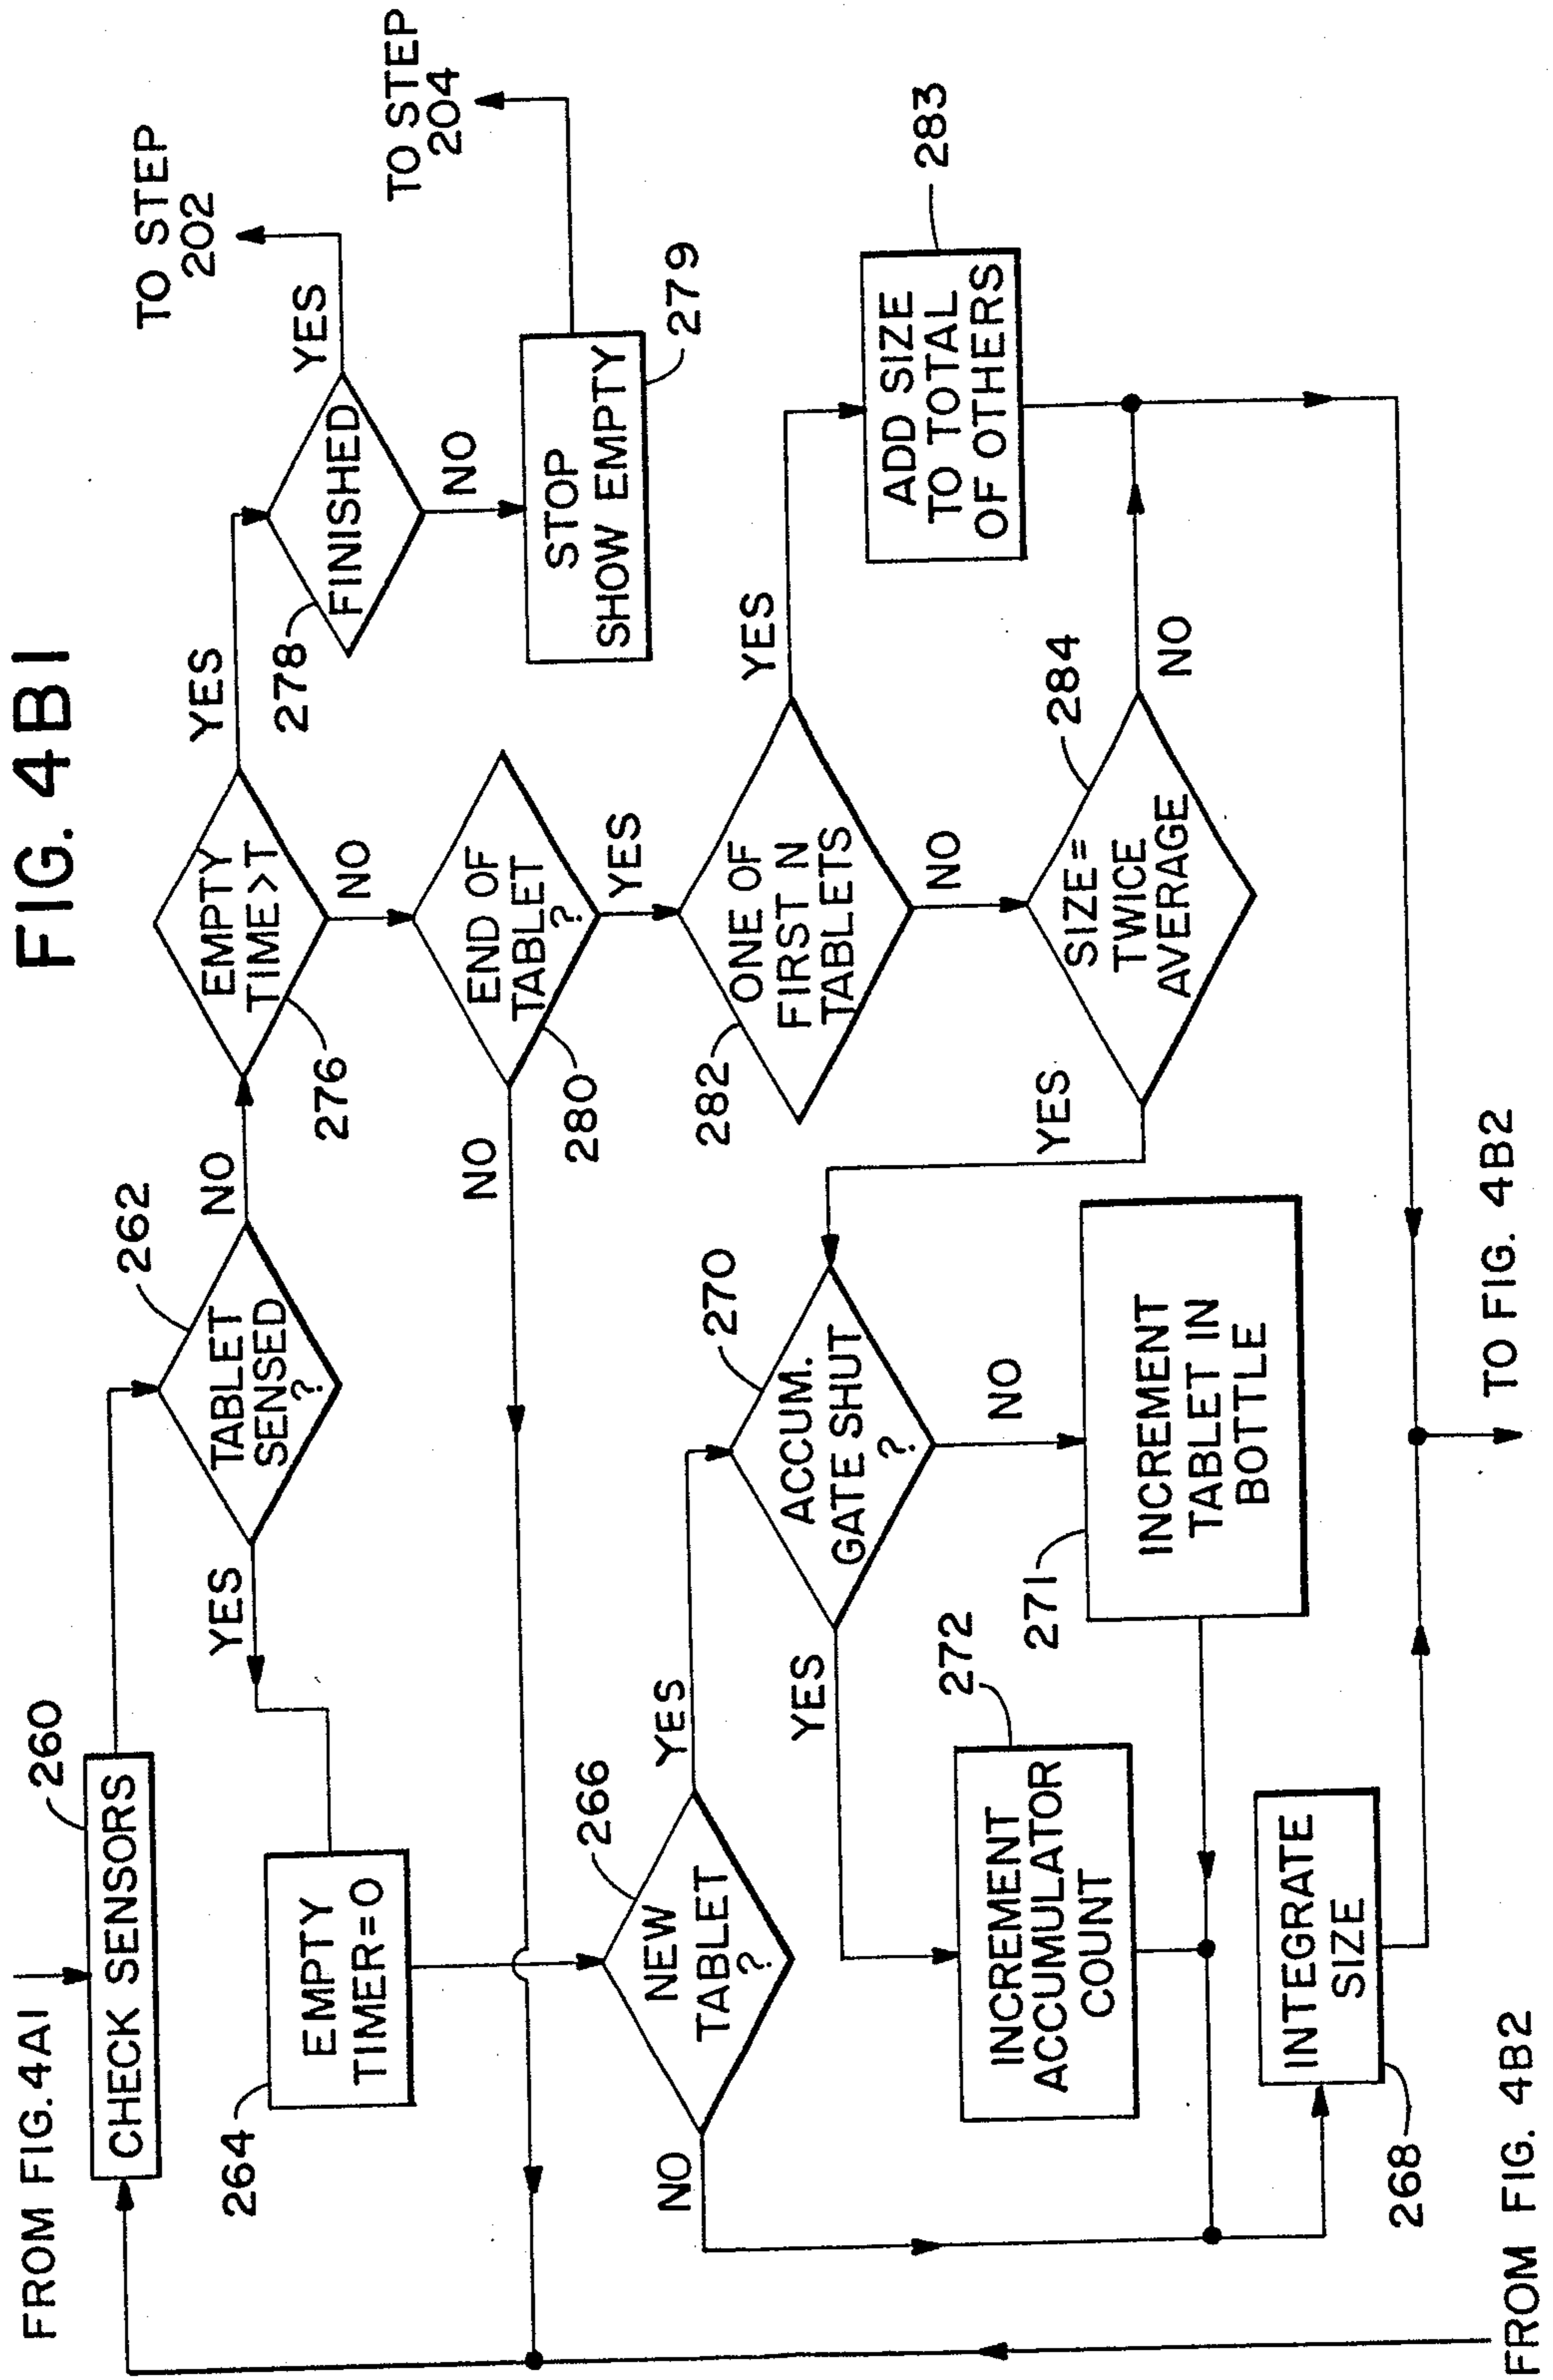 FIG. 4B1
FROM FIG.4A1
CHECK SENSORS
260
TABLET
SENSED
?
262
YES
NO
EMPTY
TIME>T
276
YES
NO
FINISHED
278
YES
TO STEP
202
NO
STOP
SHOW EMPTY
279
TO STEP
204
EMPTY
TIMER=0
264
END OF
TABLET
?
280
NO
YES
NEW
TABLET
?
266
YES
NO
ACCUM.
GATE SHUT
?
270
YES
NO
ONE OF
FIRST N
TABLETS
282
YES
NO
ADD SIZE
TO TOTAL
OF OTHERS
283
SIZE=
TWICE
AVERAGE
284
YES
NO
INCREMENT
ACCUMULATOR
COUNT
272
INCREMENT
TABLET IN
BOTTLE
271
INTEGRATE
SIZE
268
FROM FIG. 4B2
TO FIG. 4B2